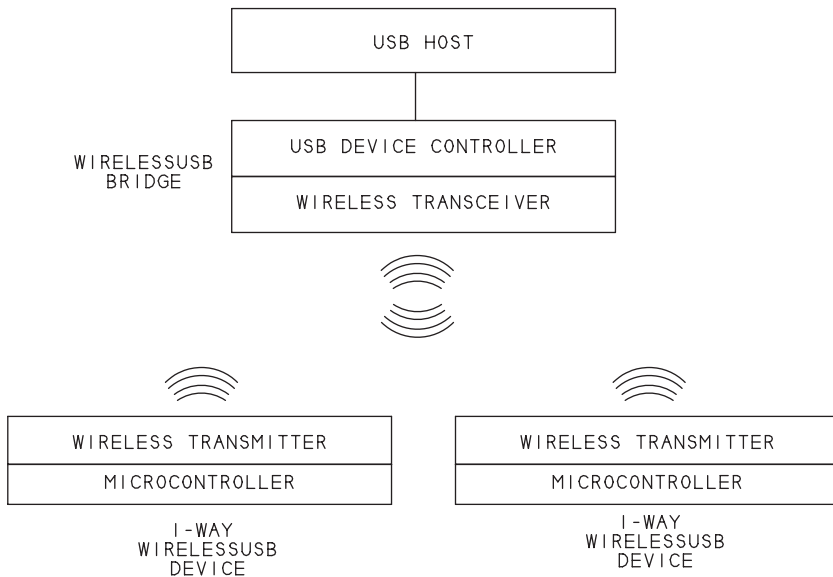 USB HOST
USB DEVICE CONTROLLER
WIRELESSUSB
BRIDGE
WIRELESS TRANSCEIVER
WIRELESS TRANSMITTER
MICROCONTROLLER
1-WAY
WIRELESSUSB
DEVICE
WIRELESS TRANSMITTER
MICROCONTROLLER
1-WAY
WIRELESSUSB
DEVICE